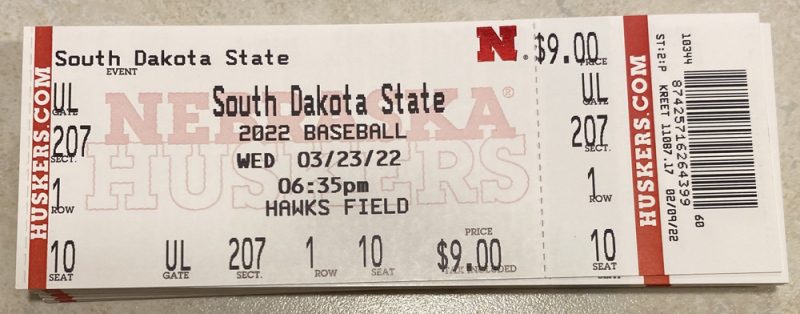 HUSKERS.COM
South Dakota State
EVENT
UL
GATE
207
SECT.
1
ROW
10
SEAT
NEBRASKA®
HUSKERS
South Dakota State
2022 BASEBALL
WED 03/23/22
06:35pm
HAWKS FIELD
UL
GATE
207
SECT.
1
ROW
10
SEAT
PRICE
$9.00
TAX INCLUDED
N®
$9.00
PRICE
UL
GATE
207
SECT.
1
ROW
10
SEAT
HUSKERS.COM
ST:2:P KREET 11087.17 02/09/22
10344
87425716264399
60